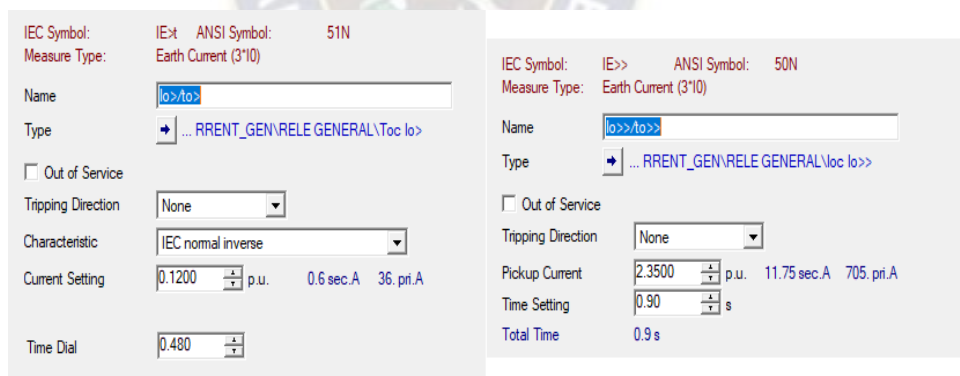 IEC Symbol: IE>t ANSI Symbol: 51N
Measure Type: Earth Current (3*I0)
Name Io>/to>
Type ... RRENT_GEN\RELE GENERAL\Toc Io>
Out of Service
Tripping Direction None
Characteristic IEC normal inverse
Current Setting 0.1200 p.u. 0.6 sec.A 36. pri.A
Time Dial 0.480
IEC Symbol: IE>> ANSI Symbol: 50N
Measure Type: Earth Current (3*I0)
Name Io>>/to>>
Type ... RRENT_GEN\RELE GENERAL\Ioc Io>>
Out of Service
Tripping Direction None
Pickup Current 2.3500 p.u. 11.75 sec.A 705. pri.A
Time Setting 0.90 s
Total Time 0.9 s